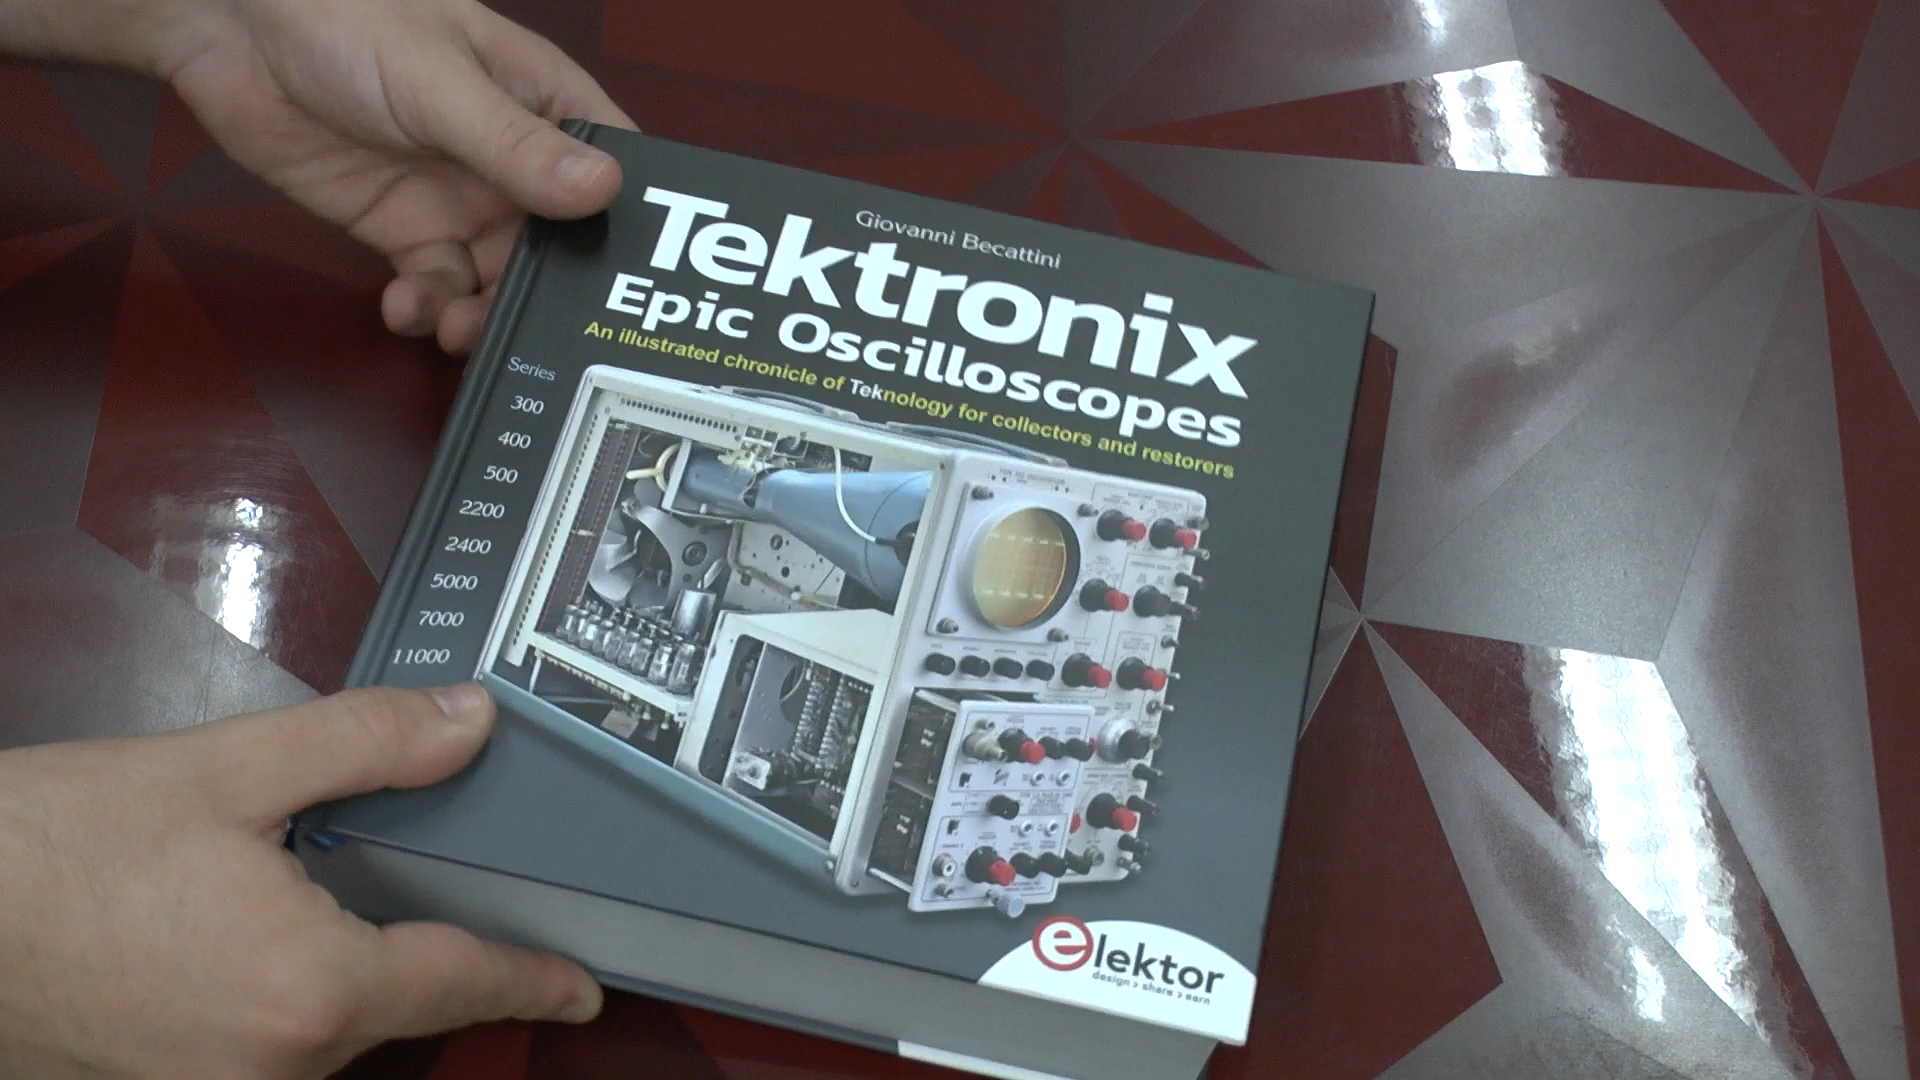 Giovanni Becattini
Tektronix
Epic Oscilloscopes
An illustrated chronicle of Teknology for collectors and restorers
Series
300
400
500
2200
2400
5000
7000
11000
elektor
design > share > earn